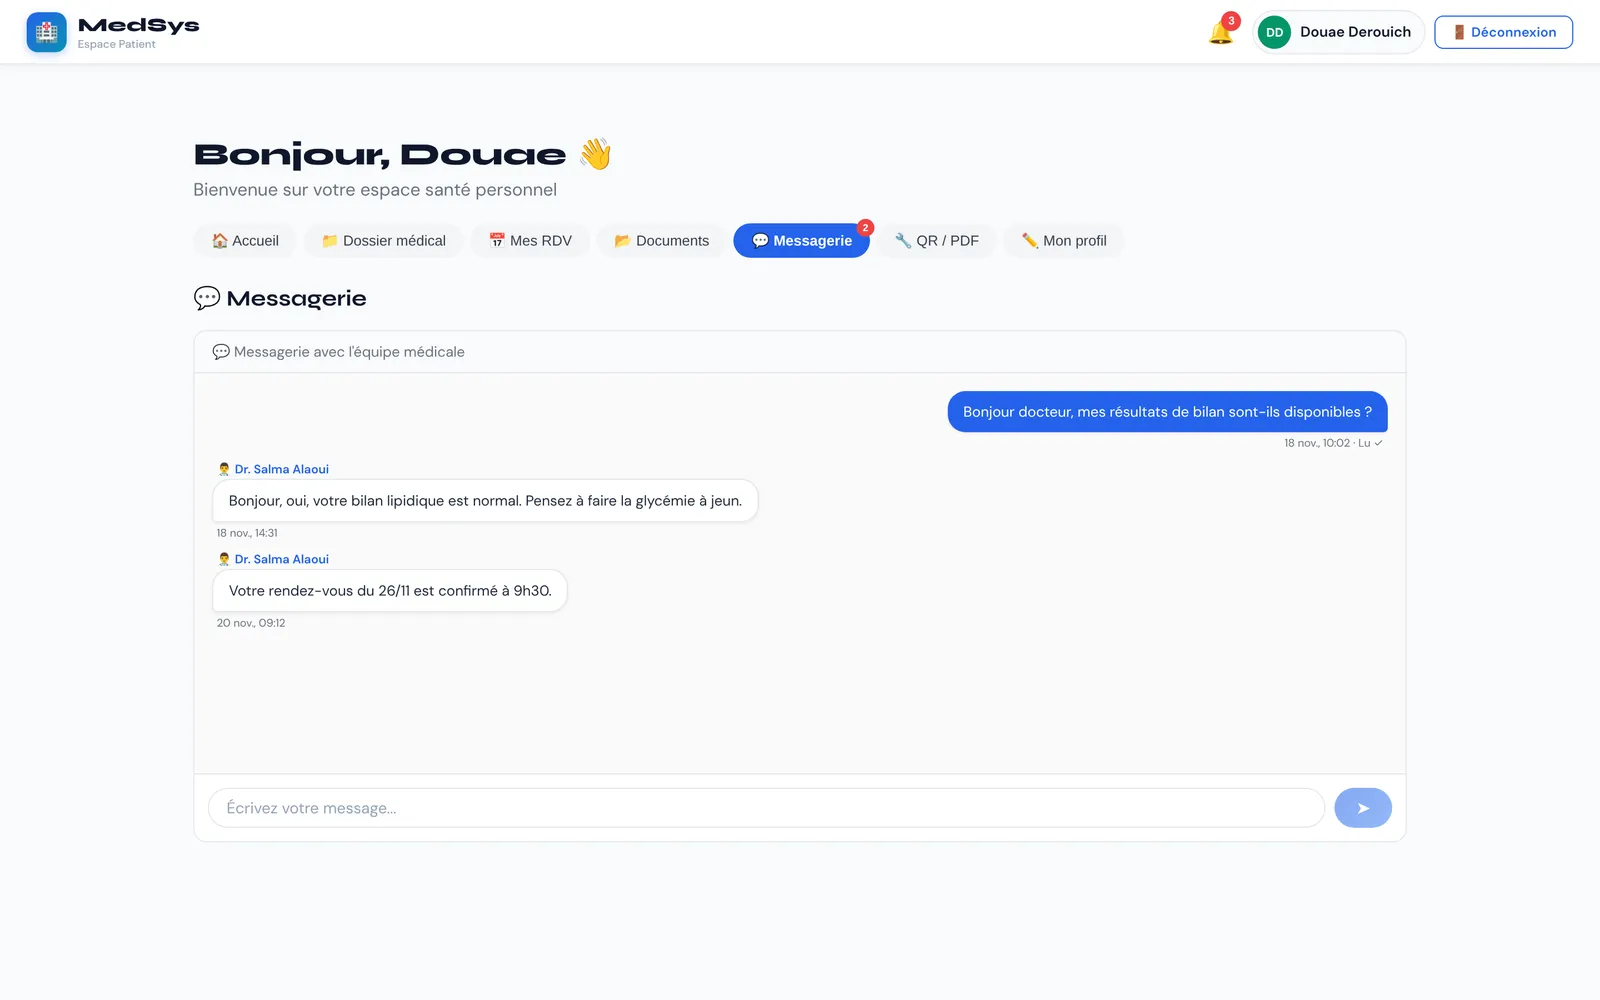 MedSys
Espace Patient
3
DD
Douae Derouich
Déconnexion
Bonjour, Douae
Bienvenue sur votre espace santé personnel
Accueil
Dossier médical
Mes RDV
Documents
Messagerie
2
QR / PDF
Mon profil
Messagerie
Messagerie avec l'équipe médicale
Bonjour docteur, mes résultats de bilan sont-ils disponibles ?
18 nov., 10:02 · Lu ✓
Dr. Salma Alaoui
Bonjour, oui, votre bilan lipidique est normal. Pensez à faire la glycémie à jeun.
18 nov., 14:31
Dr. Salma Alaoui
Votre rendez-vous du 26/11 est confirmé à 9h30.
20 nov., 09:12
Écrivez votre message...